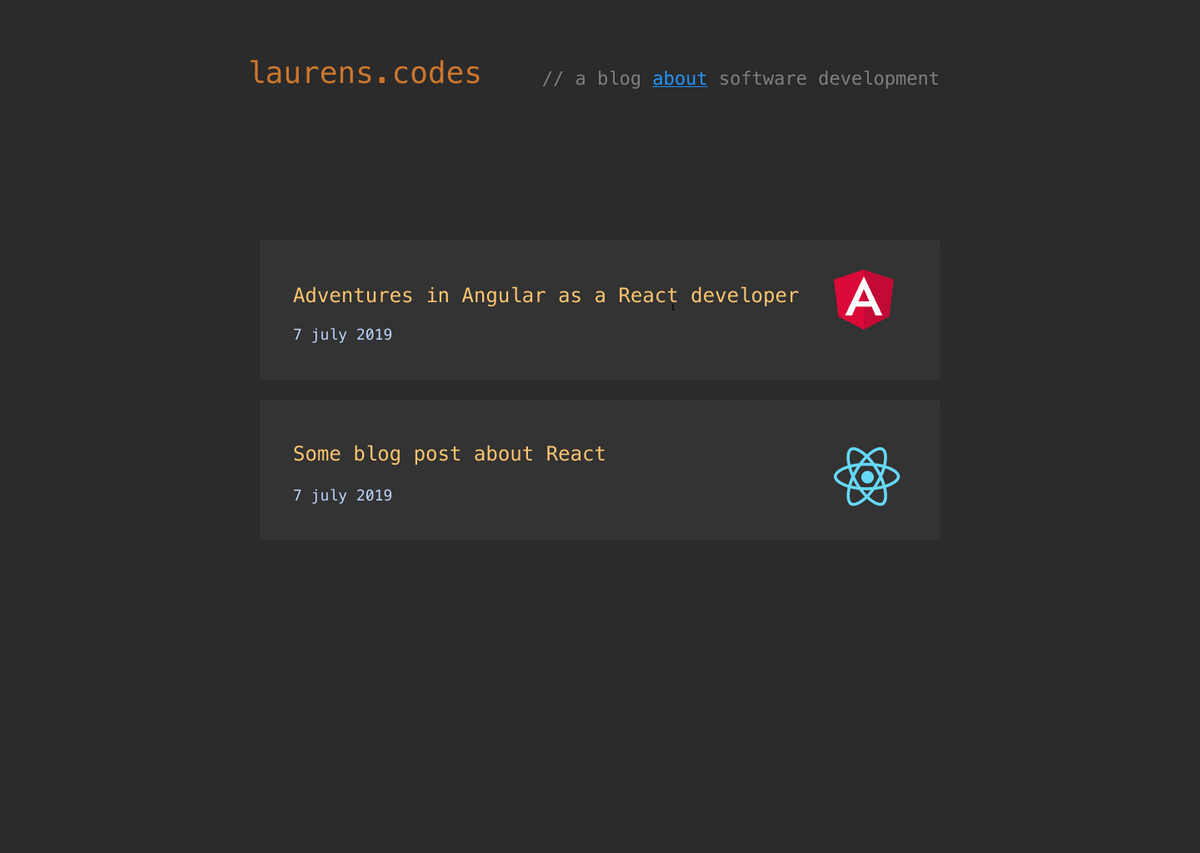 laurens.codes // a blog about software development
Adventures in Angular as a React developer
7 july 2019
Some blog post about React
7 july 2019